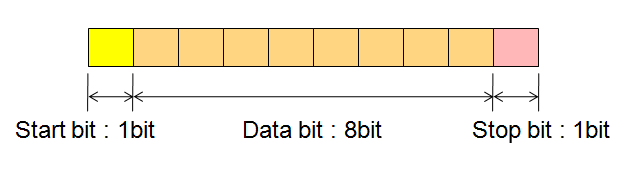 Start bit : 1bit
Data bit : 8bit
Stop bit : 1bit